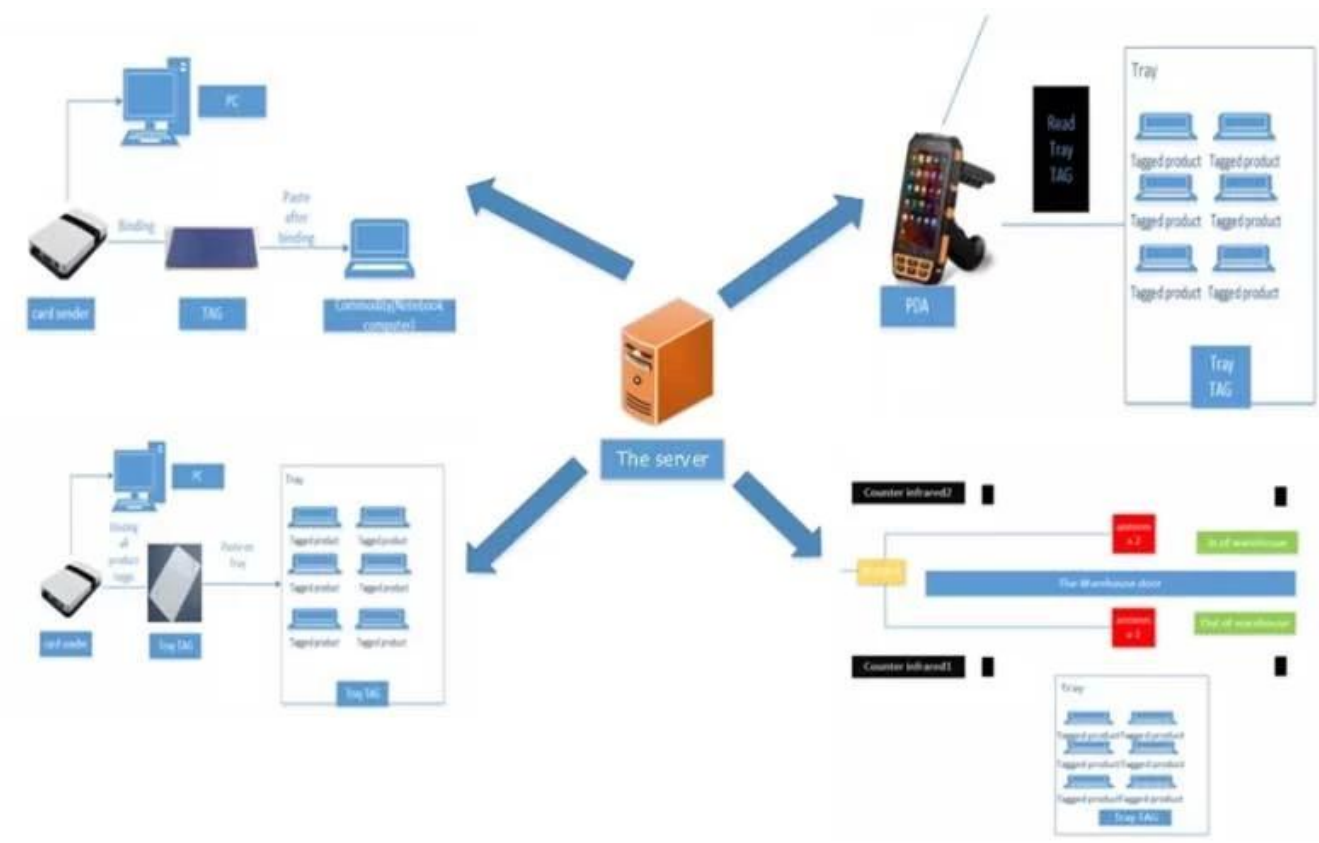 PC
Binding
Paste
after
binding
card sender
TAG
Commodity(Notebook
computer)
PDA
Read
Tray
TAG
Tray
Tagged product Tagged product
Tagged product Tagged product
Tagged product Tagged product
Tray
TAG
The server
PC
Binding
all
product
tags
Paste on
Tray
card sender
Tray TAG
Tray
Tagged product Tagged product
Tagged product Tagged product
Tagged product Tagged product
Tray TAG
Counter infrared2
antenn
a 2
In of warehouse
The Warehouse door
antenn
Out of warehouse
Counter infrared1
Tray
Tagged product Tagged product
Tagged product Tagged product
Tagged product Tagged product
Tray TAG